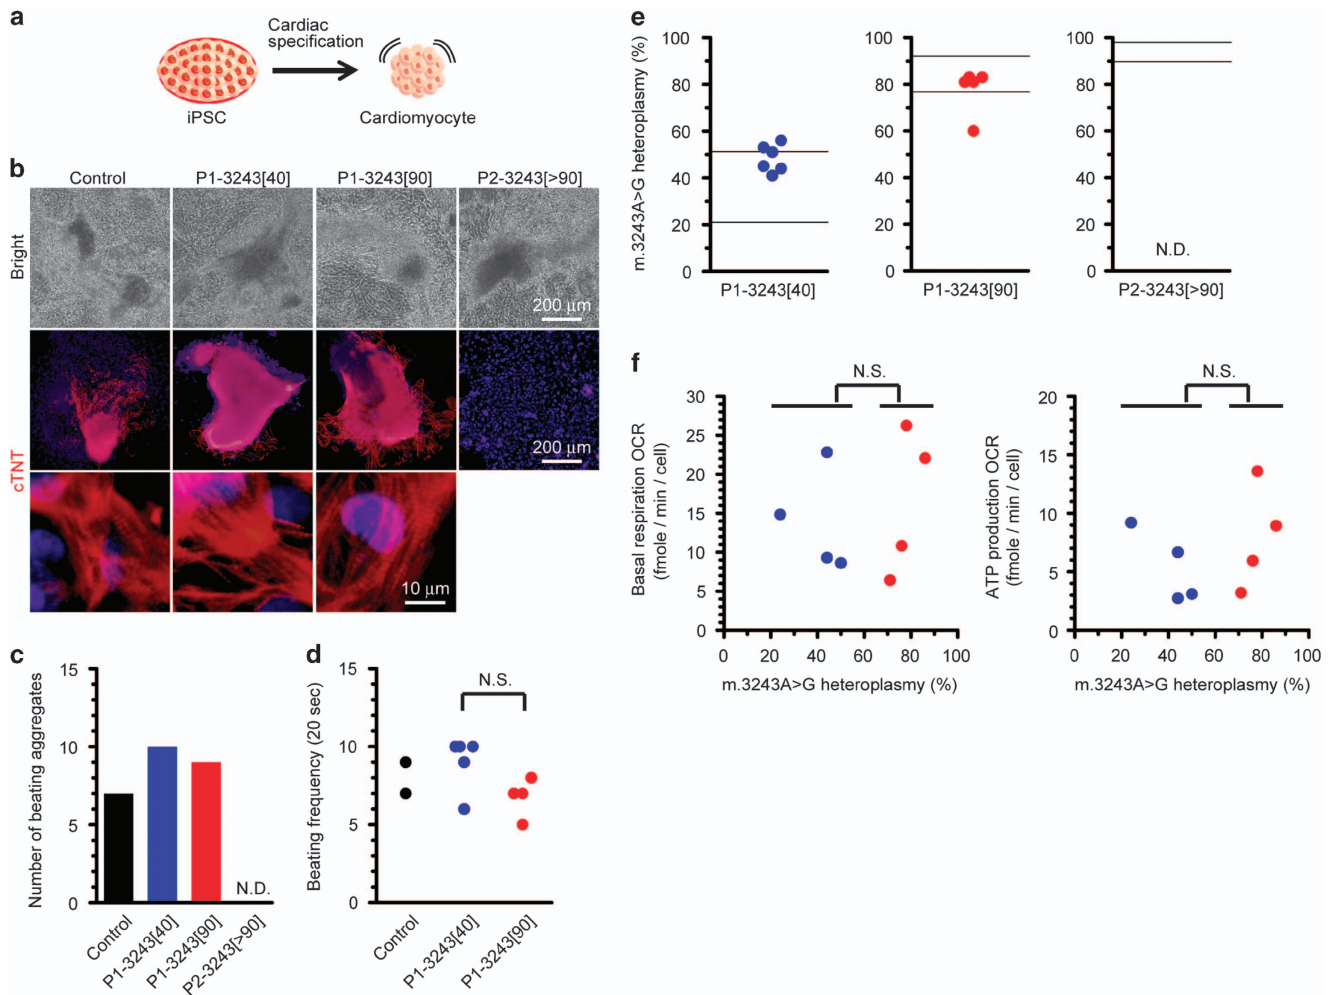 a
Cardiac
specification
iPSC
Cardiomyocyte
b
Control
P1-3243[40]
P1-3243[90]
P2-3243[>90]
Bright
200 µm
cTNT
200 µm
10 µm
c
Number of beating aggregates
15
10
5
0
N.D.
Control
P1-3243[40]
P1-3243[90]
P2-3243[>90]
d
Beating frequency (20 sec)
15
10
5
0
N.S.
Control
P1-3243[40]
P1-3243[90]
e
m.3243A>G heteroplasmy (%)
100
80
60
40
20
0
P1-3243[40]
100
80
60
40
20
0
P1-3243[90]
100
80
60
40
20
0
N.D.
P2-3243[>90]
f
N.S.
Basal respiration OCR
(fmole / min / cell)
30
25
20
15
10
5
0
0 20 40 60 80 100
m.3243A>G heteroplasmy (%)
N.S.
ATP production OCR
(fmole / min / cell)
20
15
10
5
0
0 20 40 60 80 100
m.3243A>G heteroplasmy (%)